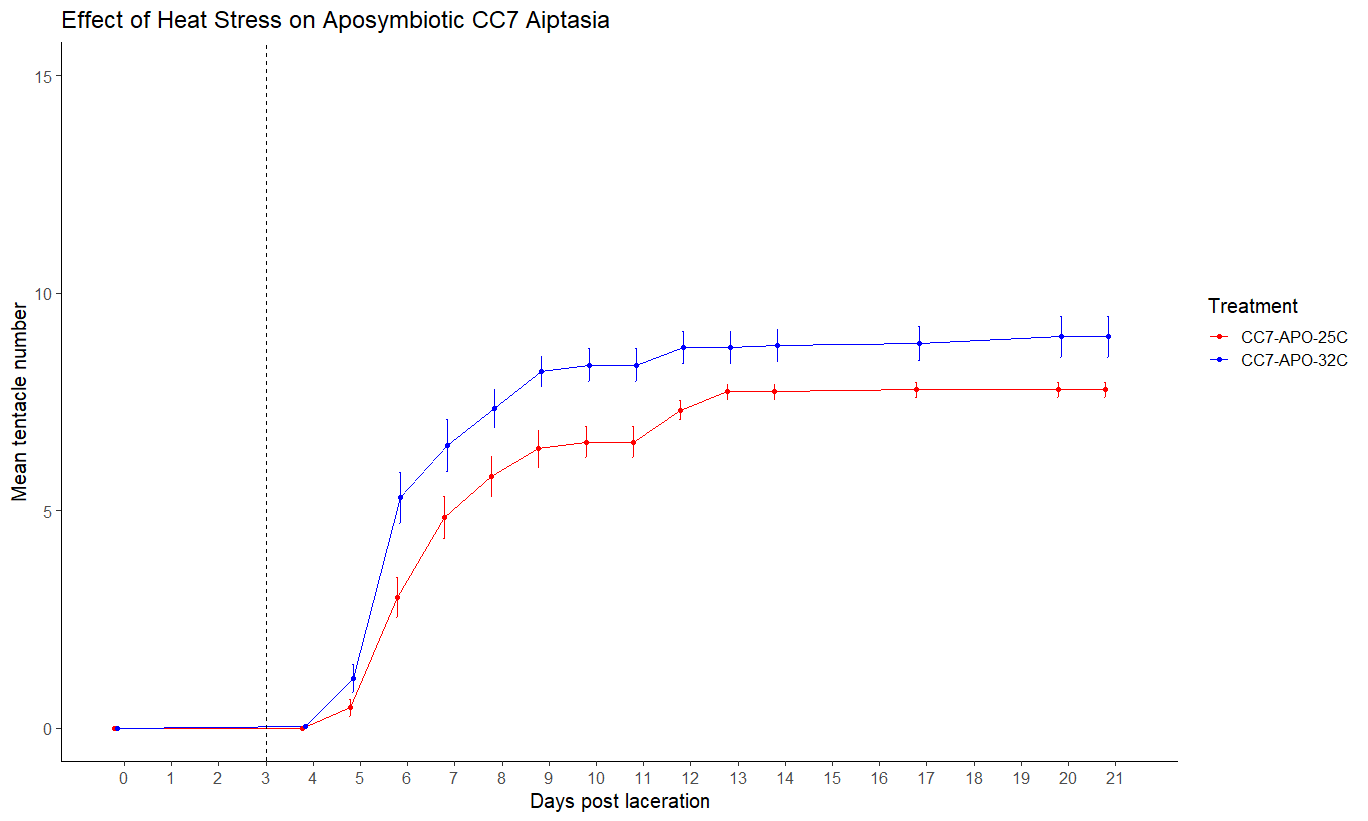 Effect of Heat Stress on Aposymbiotic CC7 Aiptasia
15
10
5
0
Mean tentacle number
0 1 2 3 4 5 6 7 8 9 10 11 12 13 14 15 16 17 18 19 20 21
Days post laceration
Treatment
CC7-APO-25C
CC7-APO-32C